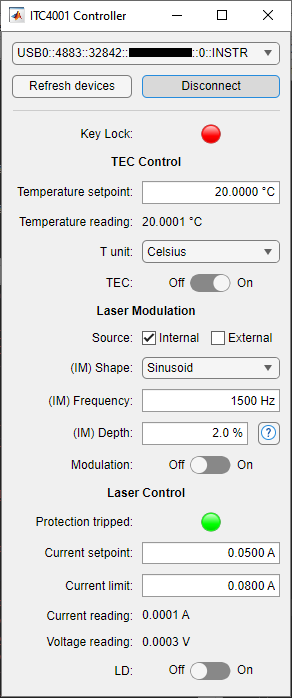 ITC4001 Controller
USB0::4883::32842:: ::0::INSTR
Refresh devices Disconnect
Key Lock:
TEC Control
Temperature setpoint: 20.0000 °C
Temperature reading: 20.0001 °C
T unit: Celsius
TEC: Off On
Laser Modulation
Source: Internal External
(IM) Shape: Sinusoid
(IM) Frequency: 1500 Hz
(IM) Depth: 2.0 % ?
Modulation: Off On
Laser Control
Protection tripped:
Current setpoint: 0.0500 A
Current limit: 0.0800 A
Current reading: 0.0001 A
Voltage reading: 0.0003 V
LD: Off On